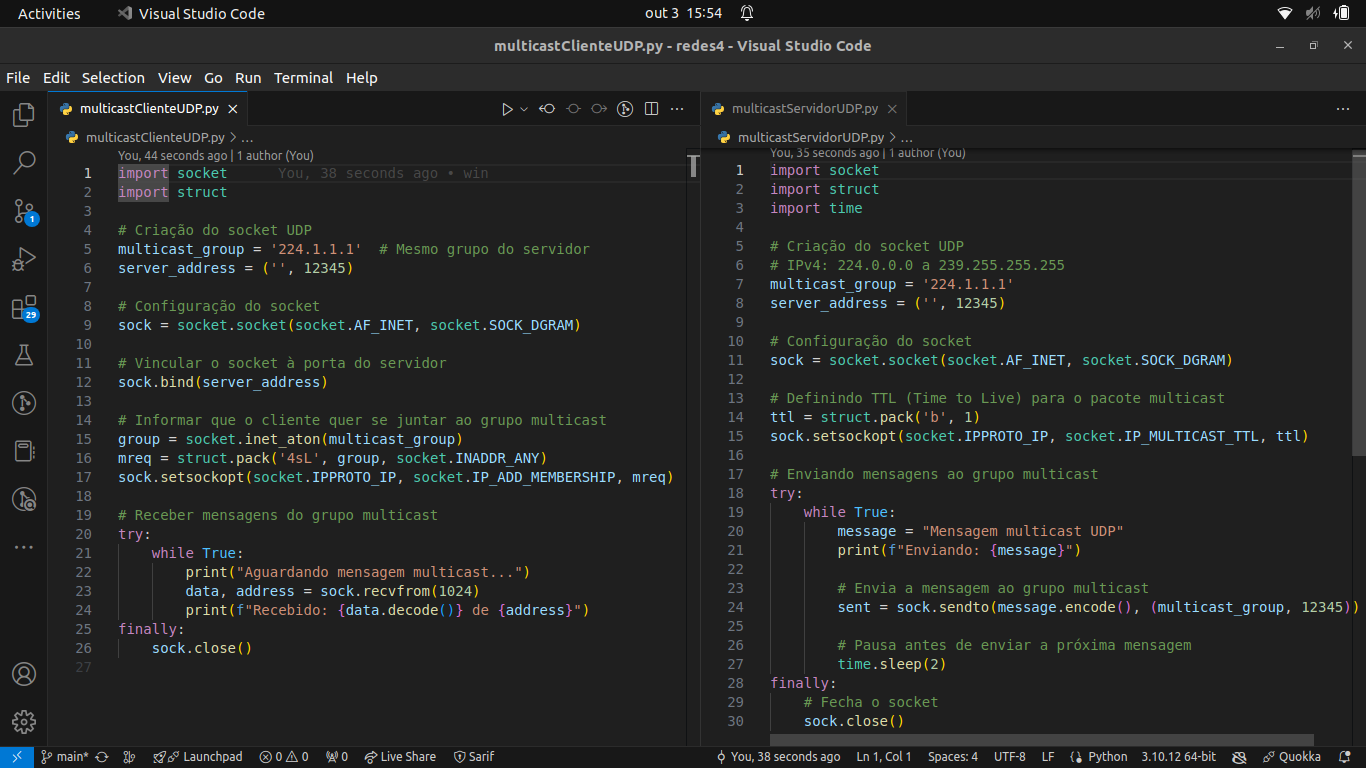 Activities Visual Studio Code out 3 15:54
multicastClienteUDP.py - redes4 - Visual Studio Code
File Edit Selection View Go Run Terminal Help
multicastClienteUDP.py
multicastClienteUDP.py > ...
You, 44 seconds ago | 1 author (You)
1 import socket You, 38 seconds ago • win
2 import struct
3
4 # Criação do socket UDP
5 multicast_group = '224.1.1.1'  # Mesmo grupo do servidor
6 server_address = ('', 12345)
7
8 # Configuração do socket
9 sock = socket.socket(socket.AF_INET, socket.SOCK_DGRAM)
10
11 # Vincular o socket à porta do servidor
12 sock.bind(server_address)
13
14 # Informar que o cliente quer se juntar ao grupo multicast
15 group = socket.inet_aton(multicast_group)
16 mreq = struct.pack('4sL', group, socket.INADDR_ANY)
17 sock.setsockopt(socket.IPPROTO_IP, socket.IP_ADD_MEMBERSHIP, mreq)
18
19 # Receber mensagens do grupo multicast
20 try:
21     while True:
22         print("Aguardando mensagem multicast...")
23         data, address = sock.recvfrom(1024)
24         print(f"Recebido: {data.decode()} de {address}")
25 finally:
26     sock.close()
27
multicastServidorUDP.py
multicastServidorUDP.py > ...
You, 35 seconds ago | 1 author (You)
1 import socket
2 import struct
3 import time
4
5 # Criação do socket UDP
6 # IPv4: 224.0.0.0 a 239.255.255.255
7 multicast_group = '224.1.1.1'
8 server_address = ('', 12345)
9
10 # Configuração do socket
11 sock = socket.socket(socket.AF_INET, socket.SOCK_DGRAM)
12
13 # Definindo TTL (Time to Live) para o pacote multicast
14 ttl = struct.pack('b', 1)
15 sock.setsockopt(socket.IPPROTO_IP, socket.IP_MULTICAST_TTL, ttl)
16
17 # Enviando mensagens ao grupo multicast
18 try:
19     while True:
20         message = "Mensagem multicast UDP"
21         print(f"Enviando: {message}")
22
23         # Envia a mensagem ao grupo multicast
24         sent = sock.sendto(message.encode(), (multicast_group, 12345))
25
26         # Pausa antes de enviar a próxima mensagem
27         time.sleep(2)
28 finally:
29     # Fecha o socket
30     sock.close()
1
29
main* Launchpad 0 0 0 Live Share Sarif You, 38 seconds ago Ln 1, Col 1 Spaces: 4 UTF-8 LF Python 3.10.12 64-bit Quokka